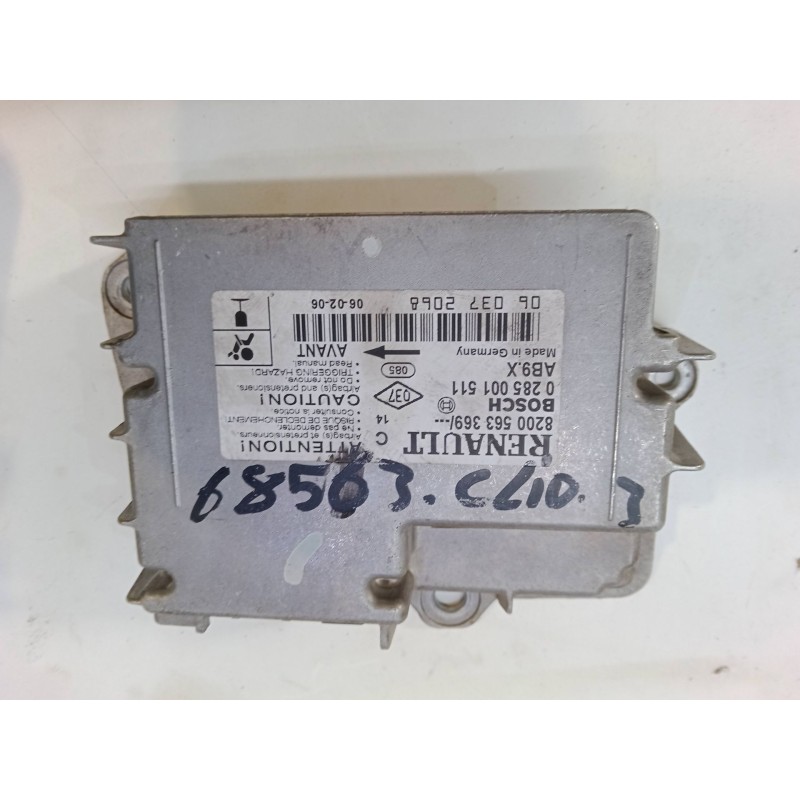 RENAULT C
8200 563 369/--- 14
BOSCH
0 285 001 511
037
AB9.X
085
Made in Germany
AVANT
06 037 2068
06-02-06
ATTENTION!
Airbag(s) et pretensionneurs.
• Ne pas demonter.
• RISQUE DE DECLENCHEMENT!
• Consulter la notice.
CAUTION!
Airbag(s) and pretensioners.
• Do not remove.
• TRIGGERING HAZARD!
• Read manual.
68563. CLIO. 3